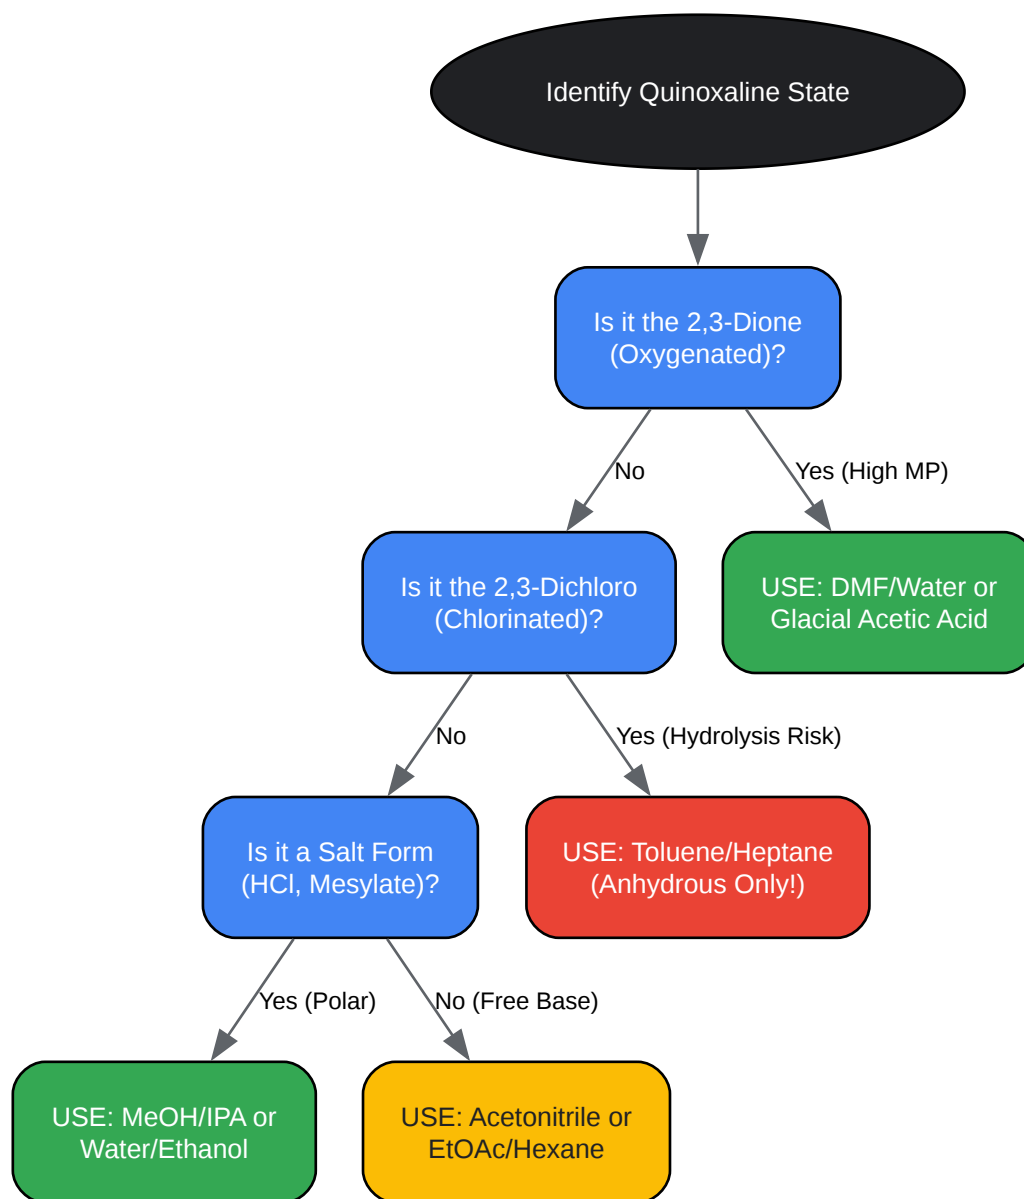 Identify Quinoxaline State
Is it the 2,3-Dione
(Oxygenated)?
No
Yes (High MP)
Is it the 2,3-Dichloro
(Chlorinated)?
USE: DMF/Water or
Glacial Acetic Acid
No
Yes (Hydrolysis Risk)
Is it a Salt Form
(HCl, Mesylate)?
USE: Toluene/Heptane
(Anhydrous Only!)
Yes (Polar)
No (Free Base)
USE: MeOH/IPA or
Water/Ethanol
USE: Acetonitrile or
EtOAc/Hexane